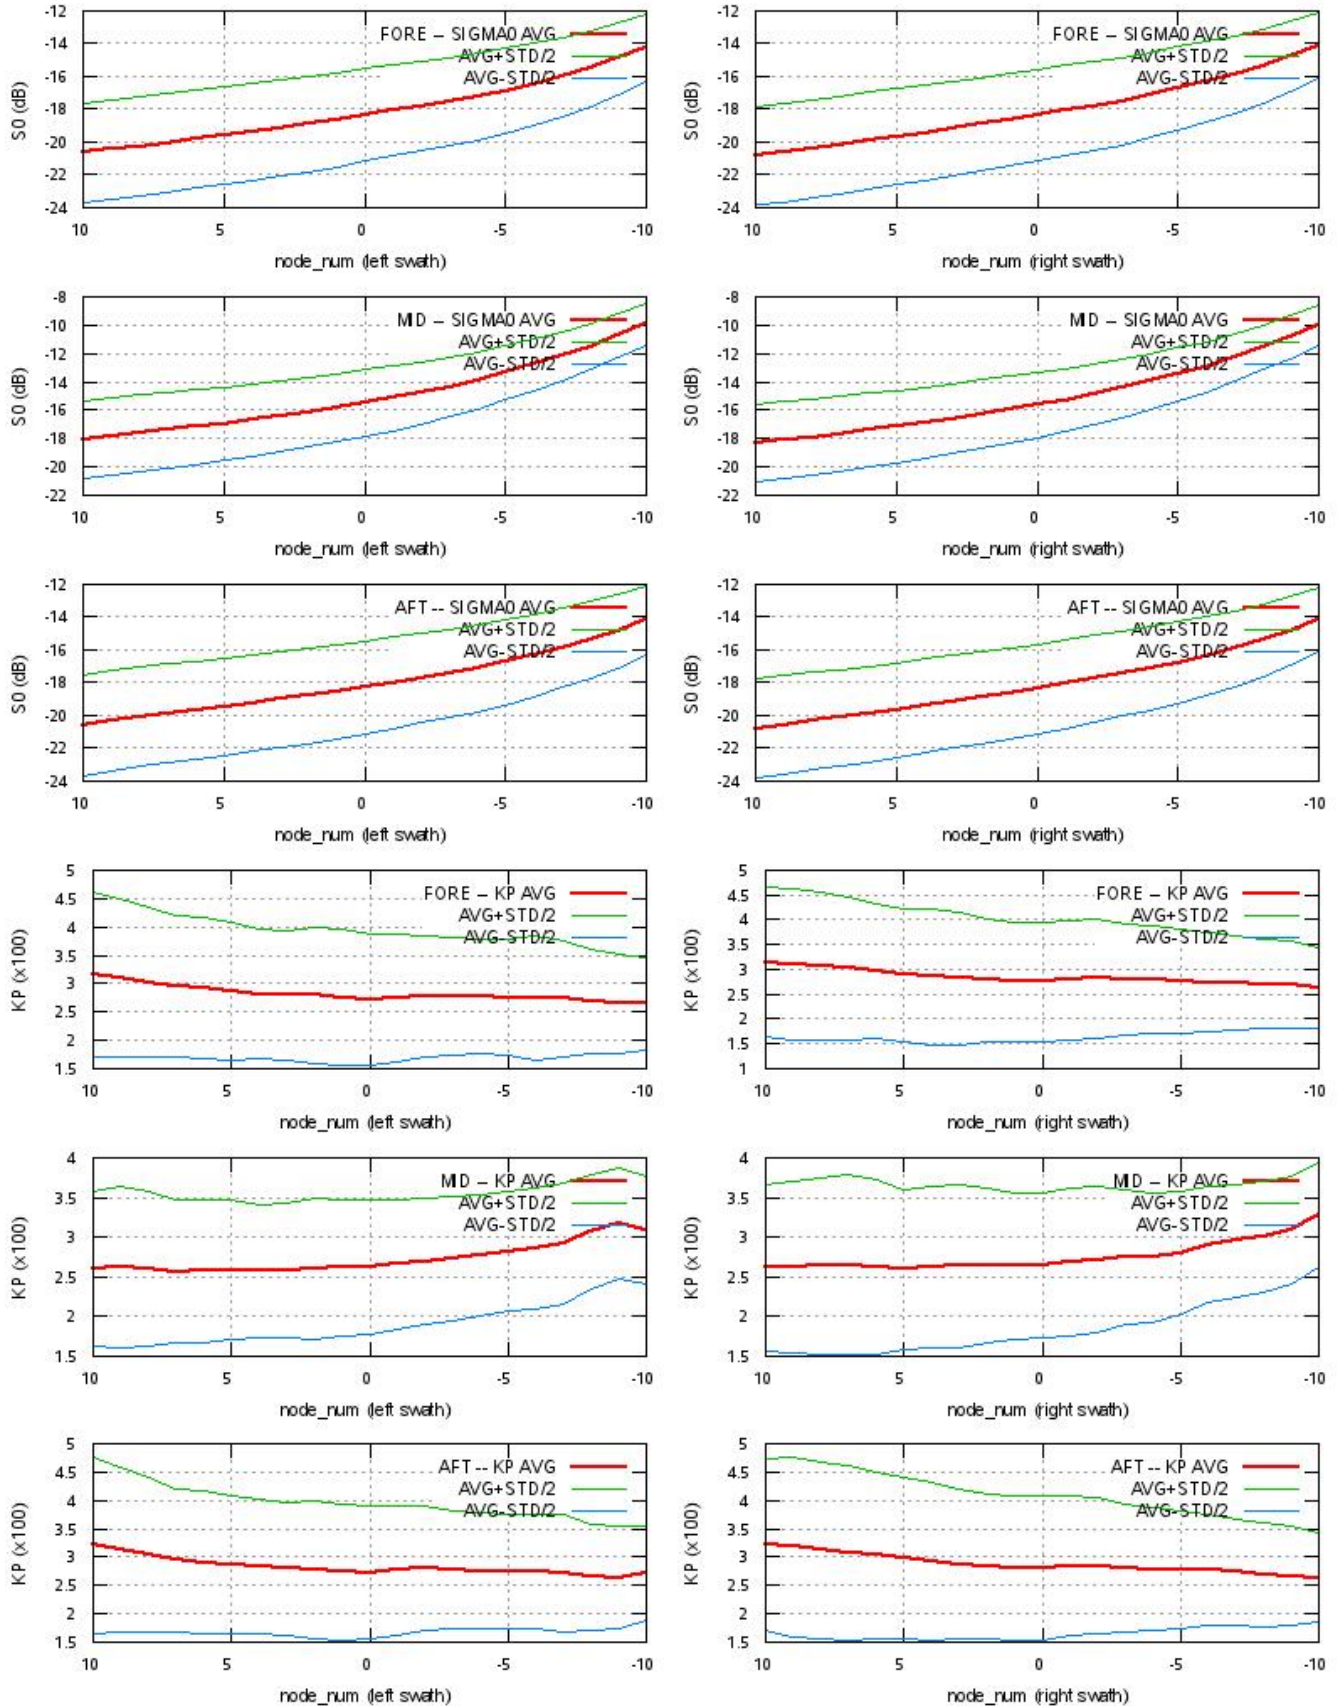 -12
-14
-16
-18
-20
-22
-24
S0 (dB)
FORE – SIGMA0 AVG
AVG+STD/2
AVG-STD/2
10 5 0 -5 -10
node_num (left swath)
-12
-14
-16
-18
-20
-22
-24
S0 (dB)
FORE – SIGMA0 AVG
AVG+STD/2
AVG-STD/2
10 5 0 -5 -10
node_num (right swath)
-8
-10
-12
-14
-16
-18
-20
-22
S0 (dB)
MID – SIGMA0 AVG
AVG+STD/2
AVG-STD/2
10 5 0 -5 -10
node_num (left swath)
-8
-10
-12
-14
-16
-18
-20
-22
S0 (dB)
MID – SIGMA0 AVG
AVG+STD/2
AVG-STD/2
10 5 0 -5 -10
node_num (right swath)
-12
-14
-16
-18
-20
-22
-24
S0 (dB)
AFT -- SIGMA0 AVG
AVG+STD/2
AVG-STD/2
10 5 0 -5 -10
node_num (left swath)
-12
-14
-16
-18
-20
-22
-24
S0 (dB)
AFT -- SIGMA0 AVG
AVG+STD/2
AVG-STD/2
10 5 0 -5 -10
node_num (right swath)
5
4.5
4
3.5
3
2.5
2
1.5
KP (x100)
FORE – KP AVG
AVG+STD/2
AVG-STD/2
10 5 0 -5 -10
node_num (left swath)
5
4.5
4
3.5
3
2.5
2
1.5
1
KP (x100)
FORE – KP AVG
AVG+STD/2
AVG-STD/2
10 5 0 -5 -10
node_num (right swath)
4
3.5
3
2.5
2
1.5
KP (x100)
MID – KP AVG
AVG+STD/2
AVG-STD/2
10 5 0 -5 -10
node_num (left swath)
4
3.5
3
2.5
2
1.5
KP (x100)
MID – KP AVG
AVG+STD/2
AVG-STD/2
10 5 0 -5 -10
node_num (right swath)
5
4.5
4
3.5
3
2.5
2
1.5
KP (x100)
AFT -- KP AVG
AVG+STD/2
AVG-STD/2
10 5 0 -5 -10
node_num (left swath)
5
4.5
4
3.5
3
2.5
2
1.5
KP (x100)
AFT -- KP AVG
AVG+STD/2
AVG-STD/2
10 5 0 -5 -10
node_num (right swath)